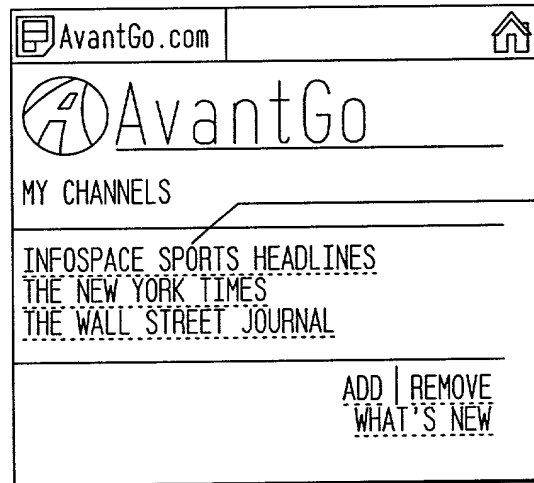 AvantGo.com
AvantGo
MY CHANNELS
INFOSPACE SPORTS HEADLINES
THE NEW YORK TIMES
THE WALL STREET JOURNAL
ADD | REMOVE
WHAT'S NEW